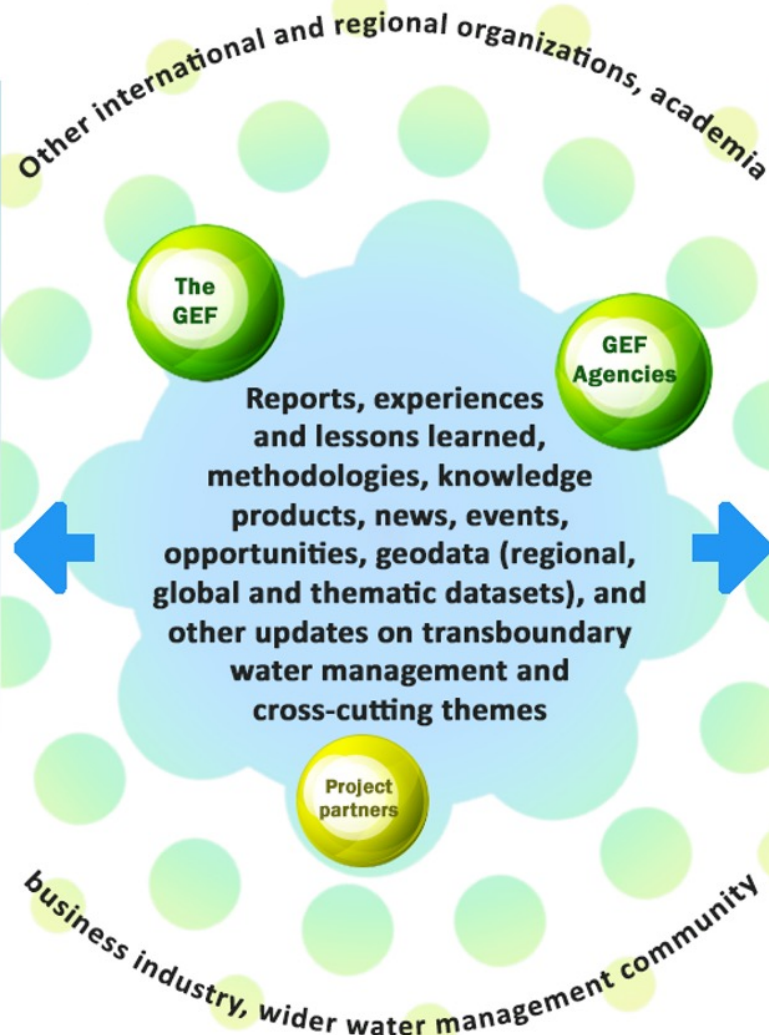 Other international and regional organizations, academia
The
GEF
GEF
Agencies
Reports, experiences
and lessons learned,
methodologies, knowledge
products, news, events,
opportunities, geodata (regional,
global and thematic datasets), and
other updates on transboundary
water management and
cross-cutting themes
Project
partners
business industry, wider water management community